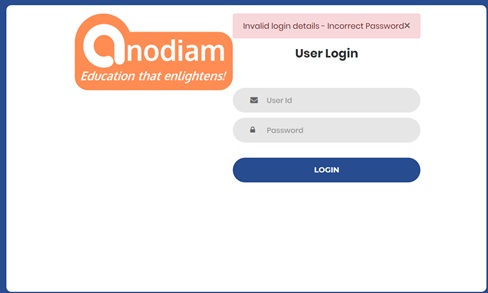 Invalid login details - Incorrect Password×
anodiam
Education that enlightens!
User Login
User Id
Password
LOGIN